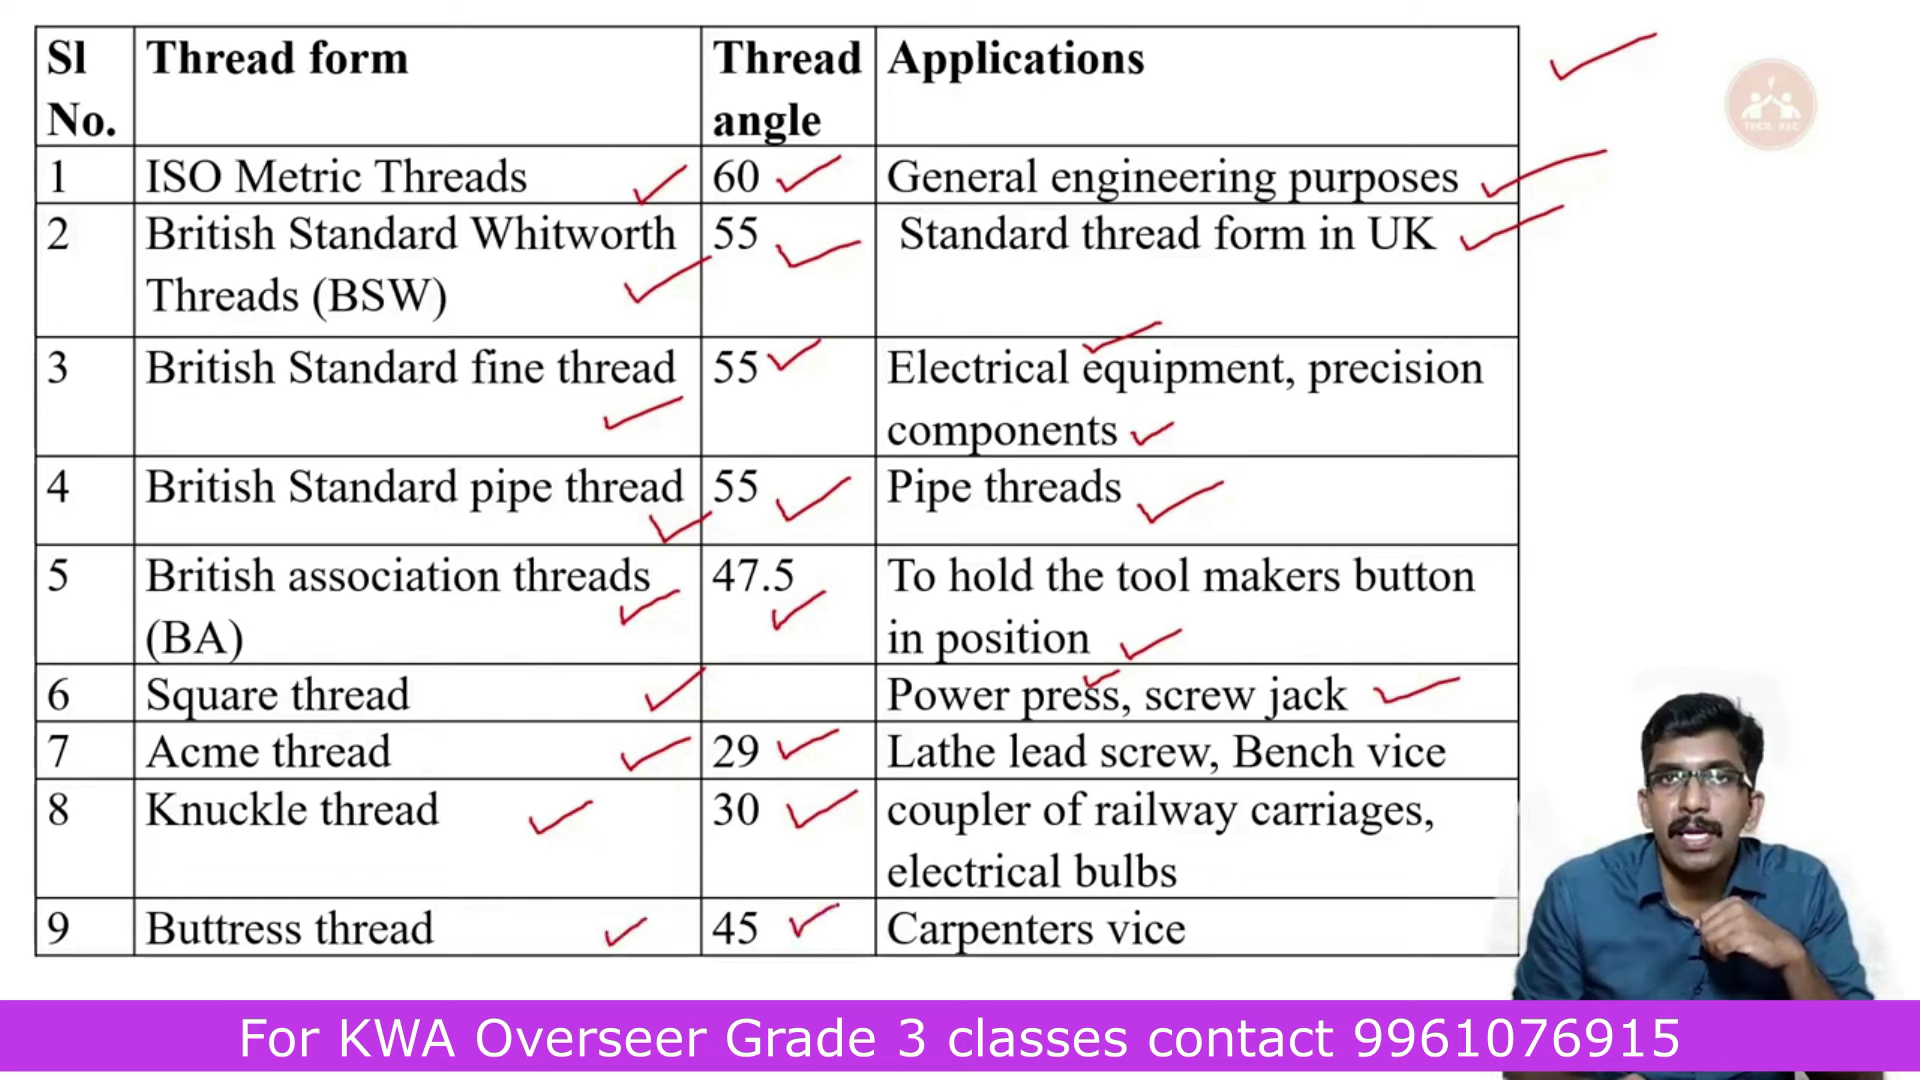 Sl No. Thread form Thread angle Applications
1 ISO Metric Threads 60 General engineering purposes
2 British Standard Whitworth Threads (BSW) 55 Standard thread form in UK
3 British Standard fine thread 55 Electrical equipment, precision components
4 British Standard pipe thread 55 Pipe threads
5 British association threads (BA) 47.5 To hold the tool makers button in position
6 Square thread Power press, screw jack
7 Acme thread 29 Lathe lead screw, Bench vice
8 Knuckle thread 30 coupler of railway carriages, electrical bulbs
9 Buttress thread 45 Carpenters vice
TECH. PSC
For KWA Overseer Grade 3 classes contact 9961076915